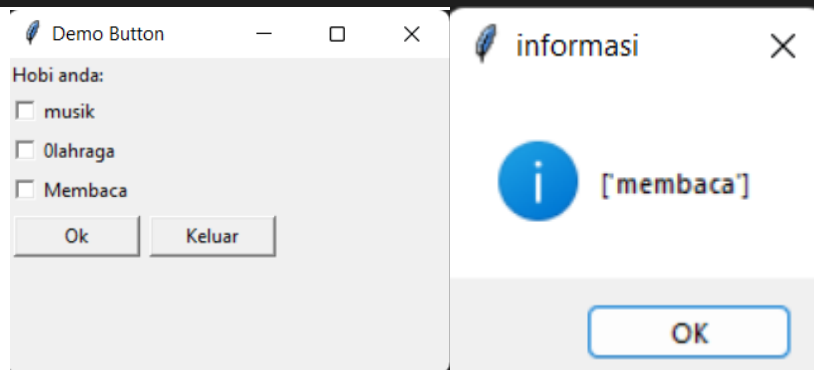 Demo Button
Hobi anda:
musik
0lahraga
Membaca
Ok Keluar
informasi
['membaca']
OK